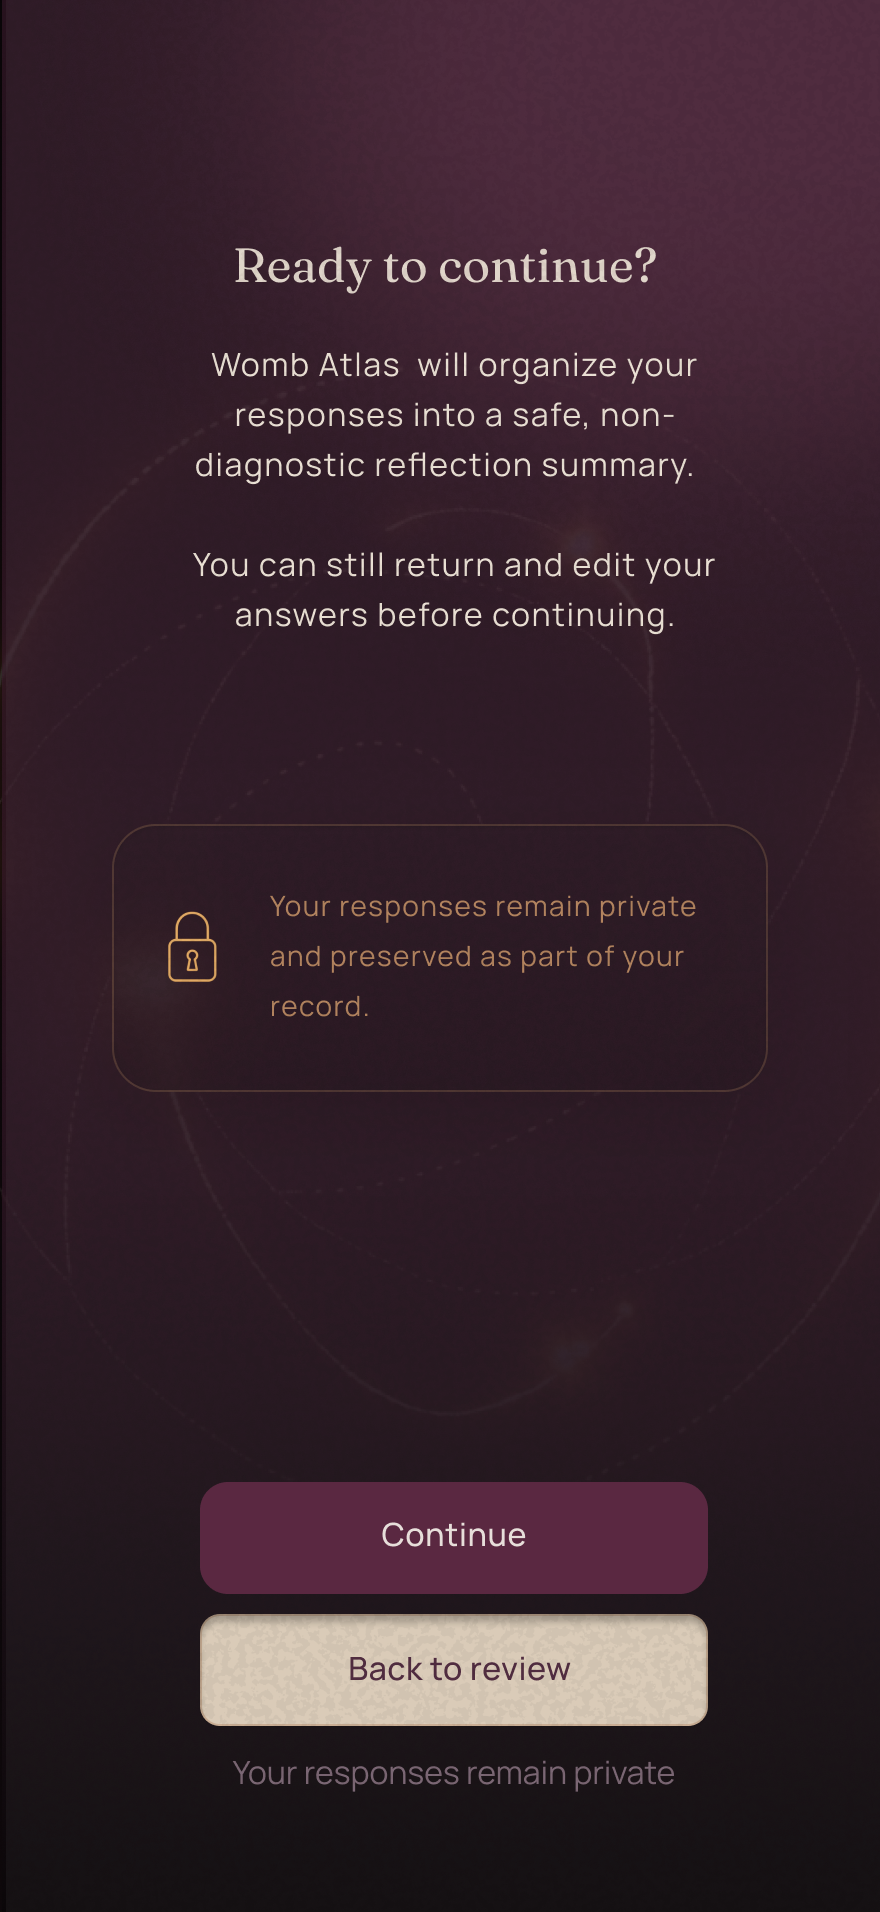 Ready to continue?
Womb Atlas  will organize your
responses into a safe, non-
diagnostic reflection summary.
You can still return and edit your
answers before continuing.
Your responses remain private
and preserved as part of your
record.
Continue
Back to review
Your responses remain private